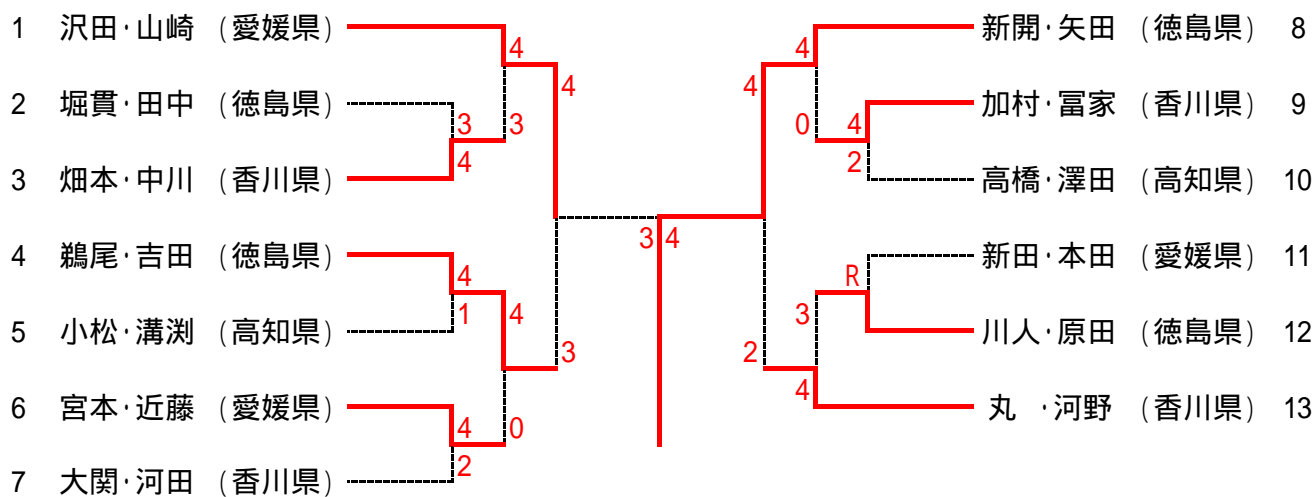 1 沢田・山崎 (愛媛県)
4
4
2 堀貫・田中 (徳島県)
3
3
4
3 畑本・中川 (香川県)
4 鵜尾・吉田 (徳島県)
4
1
4
5 小松・溝渕 (高知県)
3
6 宮本・近藤 (愛媛県)
4
0
2
7 大関・河田 (香川県)
3 4
新開・矢田 (徳島県) 8
4
4
加村・冨家 (香川県) 9
0
4
2
高橋・澤田 (高知県) 10
新田・本田 (愛媛県) 11
R
3
川人・原田 (徳島県) 12
2
4
丸 ・河野 (香川県) 13